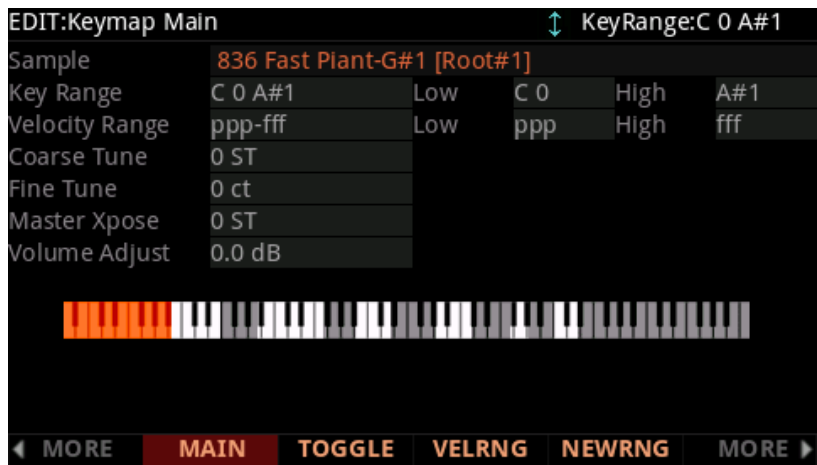 EDIT:Keymap Main KeyRange:C 0 A#1
Sample 836 Fast Piant-G#1 [Root#1]
Key Range C 0 A#1 Low C 0 High A#1
Velocity Range ppp-fff Low ppp High fff
Coarse Tune 0 ST
Fine Tune 0 ct
Master Xpose 0 ST
Volume Adjust 0.0 dB
MORE MAIN TOGGLE VELRNG NEWRNG MORE